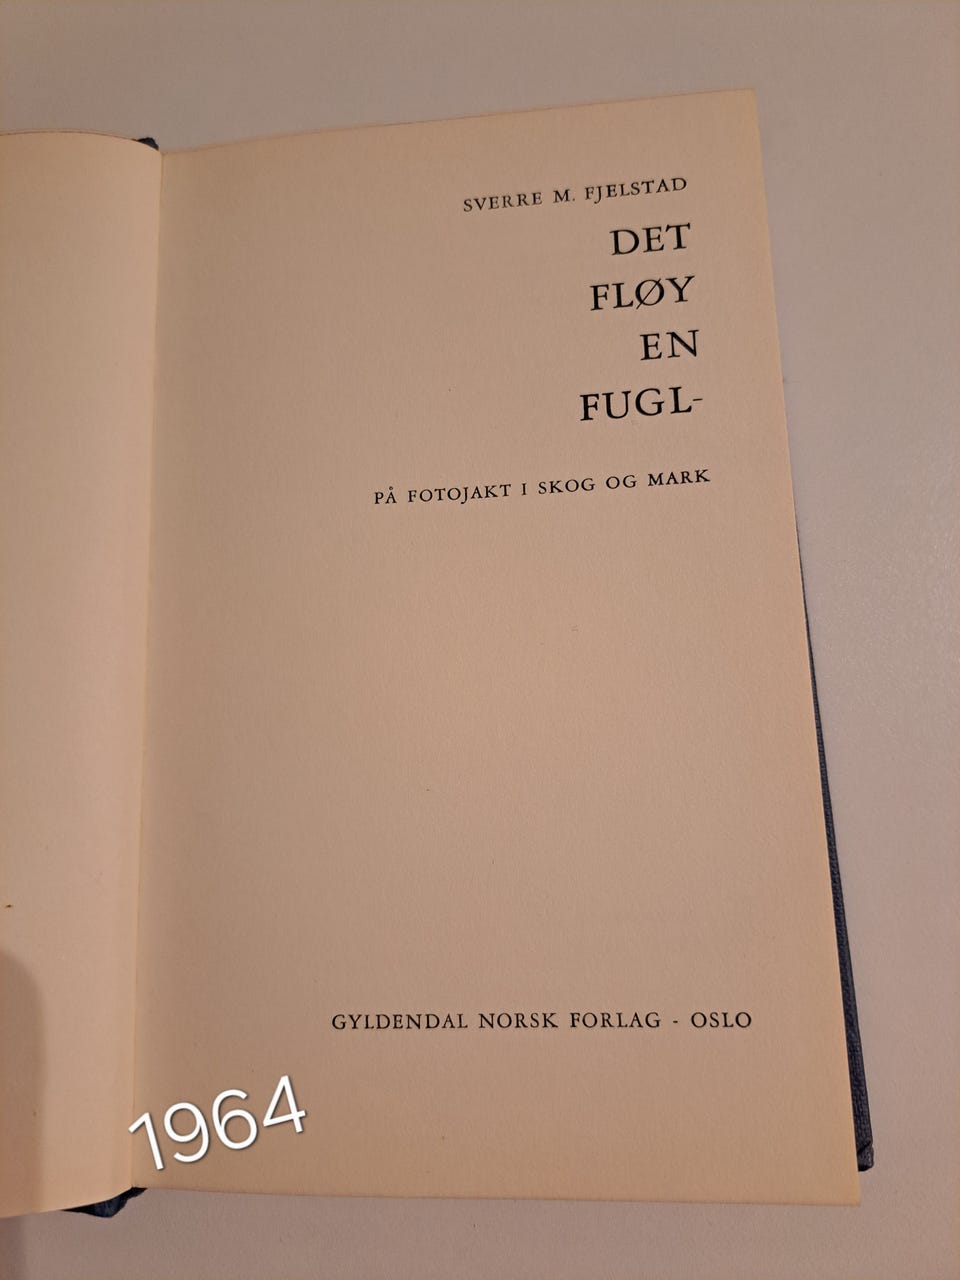 SVERRE M. FJELSTAD
DET
FLØY
EN
FUGL-
PÅ FOTOJAKT I SKOG OG MARK
GYLDENDAL NORSK FORLAG - OSLO
1964